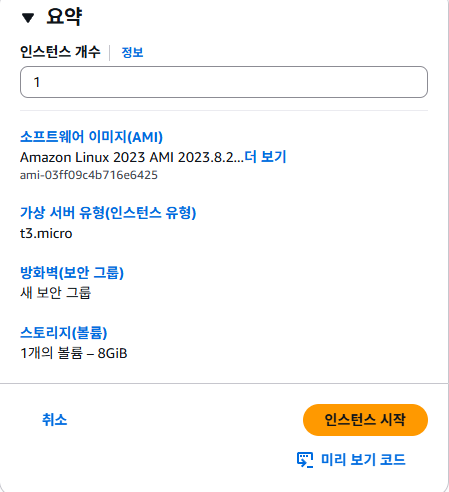 요약
인스턴스 개수 정보
1
소프트웨어 이미지(AMI)
Amazon Linux 2023 AMI 2023.8.2...더 보기
ami-03ff09c4b716e6425
가상 서버 유형(인스턴스 유형)
t3.micro
방화벽(보안 그룹)
새 보안 그룹
스토리지(볼륨)
1개의 볼륨 – 8GiB
취소 인스턴스 시작
미리 보기 코드